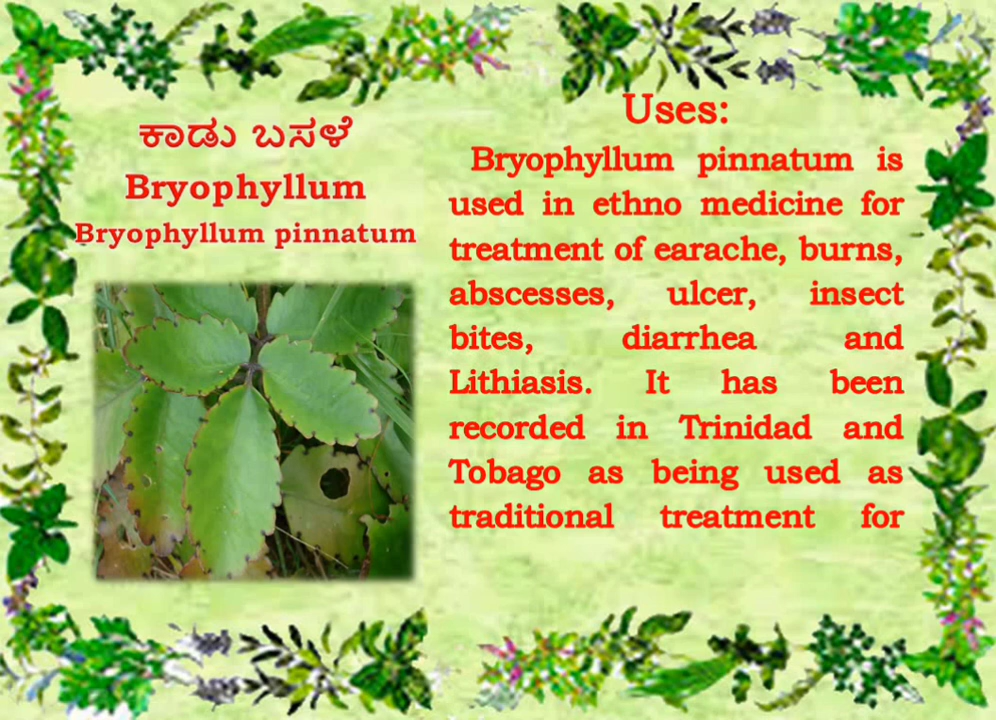 ಕಾಡು ಬಸಳೆ
Bryophyllum
Bryophyllum pinnatum
Uses:
Bryophyllum pinnatum is
used in ethno medicine for
treatment of earache, burns,
abscesses, ulcer, insect
bites, diarrhea and
Lithiasis. It has been
recorded in Trinidad and
Tobago as being used as
traditional treatment for